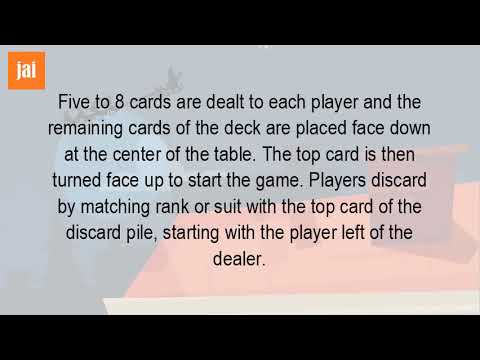 jai
Five to 8 cards are dealt to each player and the
remaining cards of the deck are placed face down
at the center of the table. The top card is then
turned face up to start the game. Players discard
by matching rank or suit with the top card of the
discard pile, starting with the player left of the
dealer.